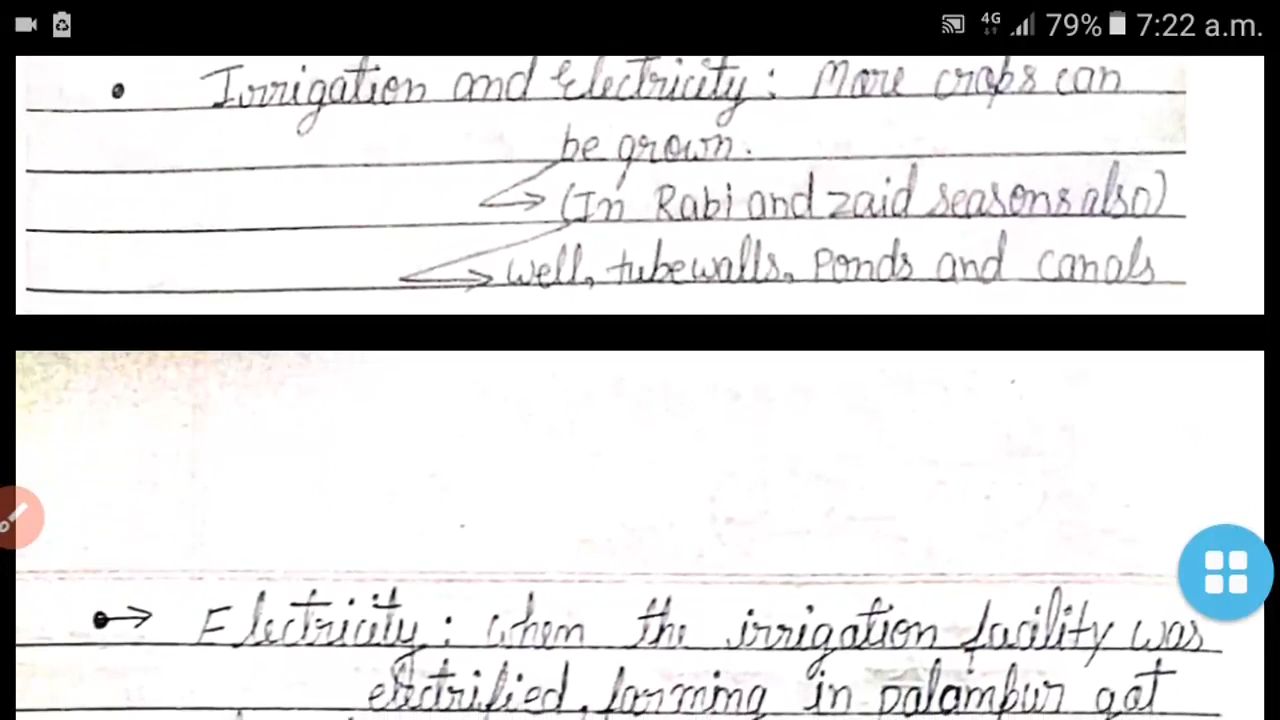 4G 79% 7:22 a.m.
• Irrigation and Electricity : More crops can
be grown.
→ (In Rabi and zaid seasons also)
→ well, tubewalls, Ponds and canals
•→ Electricity : when the irrigation facility was
electrified, farming in palampur got